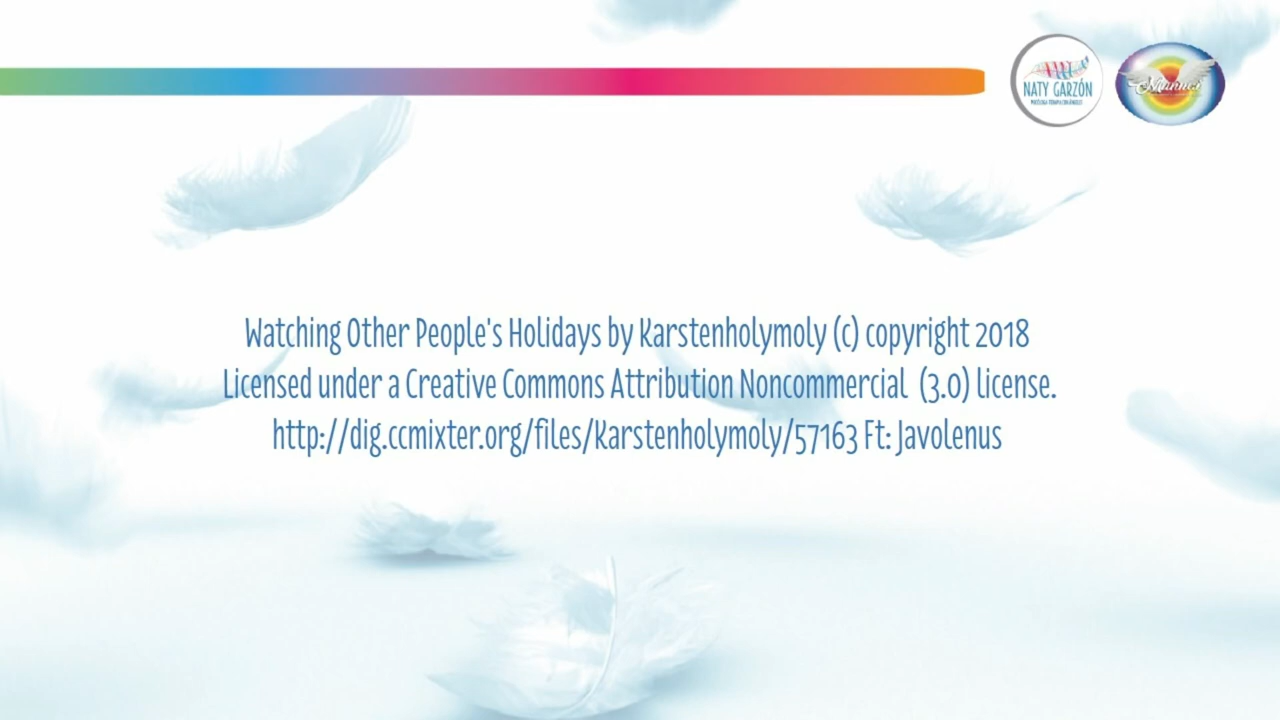 NATY GARZÓN
Watching Other People's Holidays by Karstenholymoly (c) copyright 2018
Licensed under a Creative Commons Attribution Noncommercial  (3.0) license.
http://dig.ccmixter.org/files/Karstenholymoly/57163 Ft: Javolenus